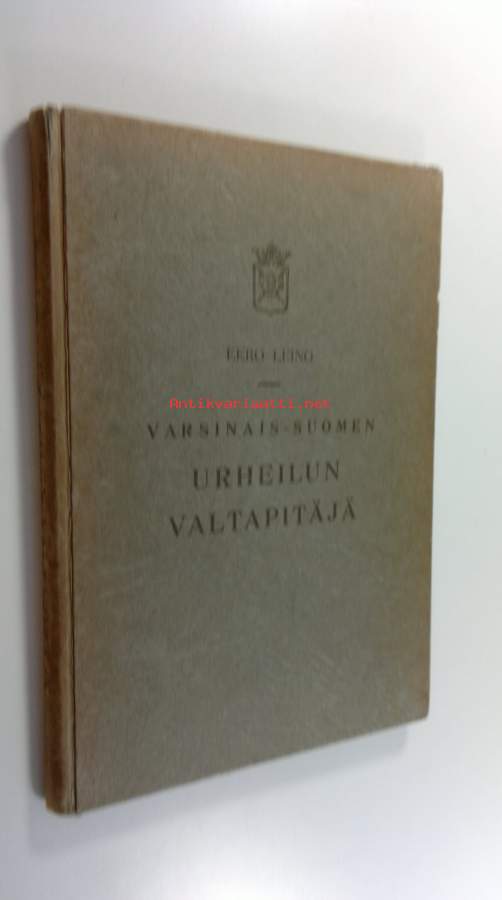 EERO LEINO
Antikvariaatti.net
VARSINAIS-SUOMEN
URHEILUN
VALTAPITÄJÄ